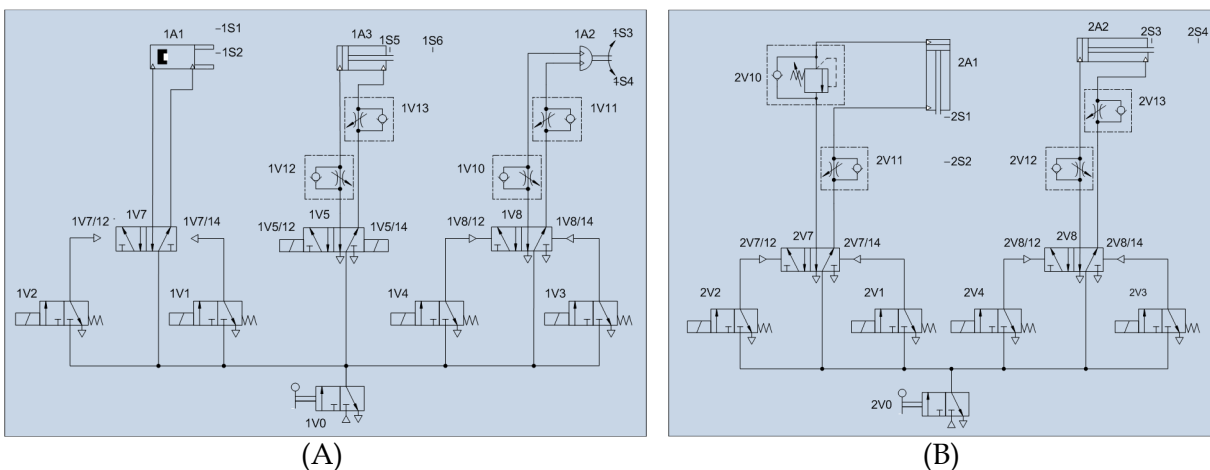 1A1
–1S1
–1S2
1A3
1S5
1S6
1A2
1S3
1S4
1V13
1V11
1V12
1V10
1V7/12
1V7
1V7/14
1V5/12
1V5
1V5/14
1V8/12
1V8
1V8/14
1V2
1V1
1V4
1V3
1V0
(A)
2V10
2A1
2A2
2S3
2S4
–2S1
2V13
2V11
–2S2
2V12
2V7/12
2V7
2V7/14
2V8/12
2V8
2V8/14
2V2
2V1
2V4
2V3
2V0
(B)